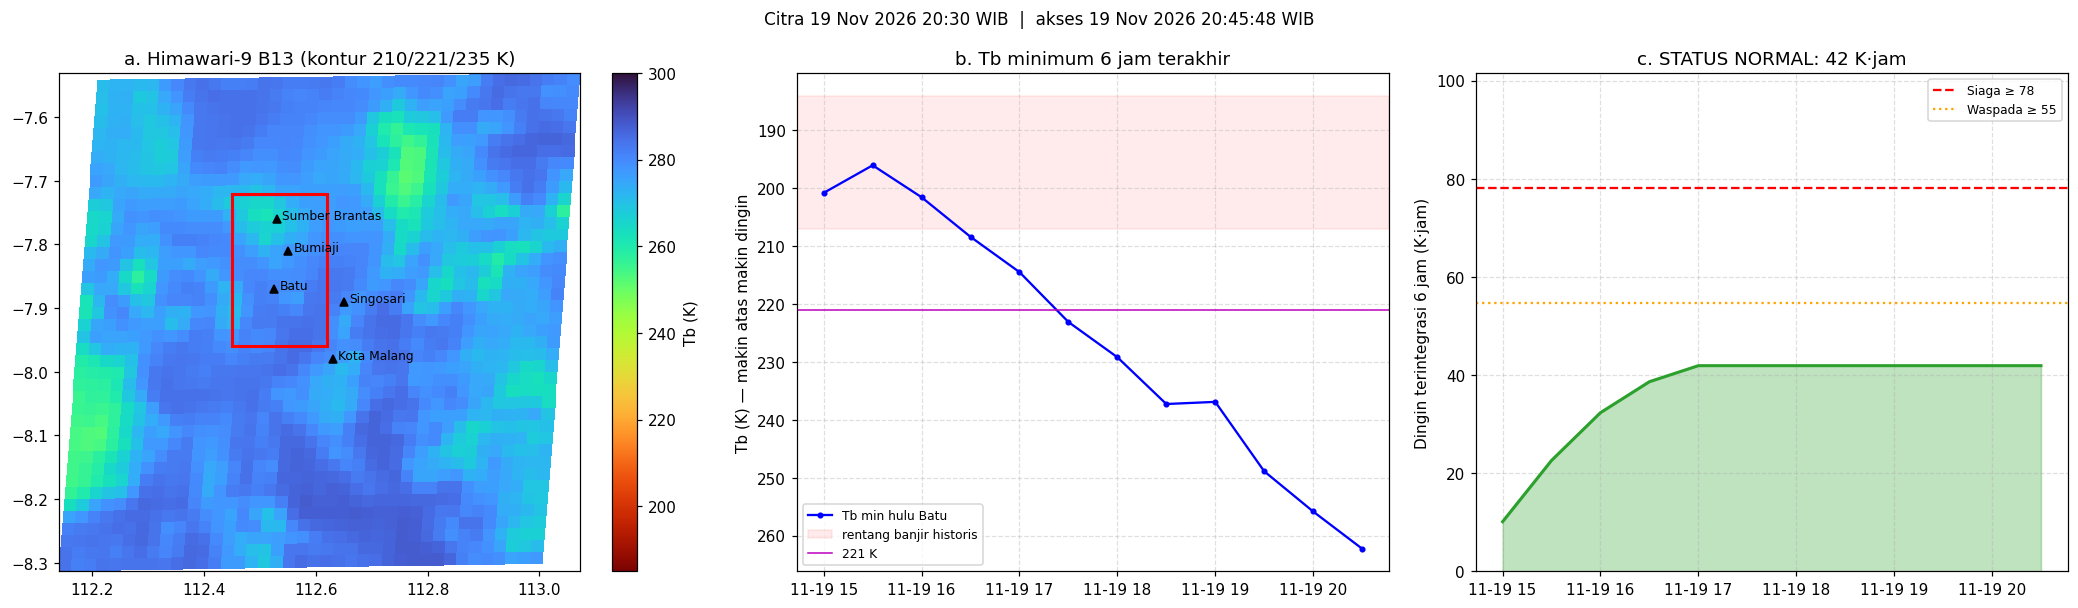 Citra 19 Nov 2026 20:30 WIB | akses 19 Nov 2026 20:45:48 WIB
a. Himawari-9 B13 (kontur 210/221/235 K)
−7.6
−7.7
−7.8
−7.9
−8.0
−8.1
−8.2
−8.3
112.2
112.4
112.6
112.8
113.0
Sumber Brantas
Bumiaji
Batu
Singosari
Kota Malang
300
280
260
240
220
200
Tb (K)
b. Tb minimum 6 jam terakhir
Tb (K) — makin atas makin dingin
190
200
210
220
230
240
250
260
Tb min hulu Batu
rentang banjir historis
221 K
11-19 15
11-19 16
11-19 17
11-19 18
11-19 19
11-19 20
c. STATUS NORMAL: 42 K·jam
Dingin terintegrasi 6 jam (K·jam)
100
80
60
40
20
0
Siaga ≥ 78
Waspada ≥ 55
11-19 15
11-19 16
11-19 17
11-19 18
11-19 19
11-19 20